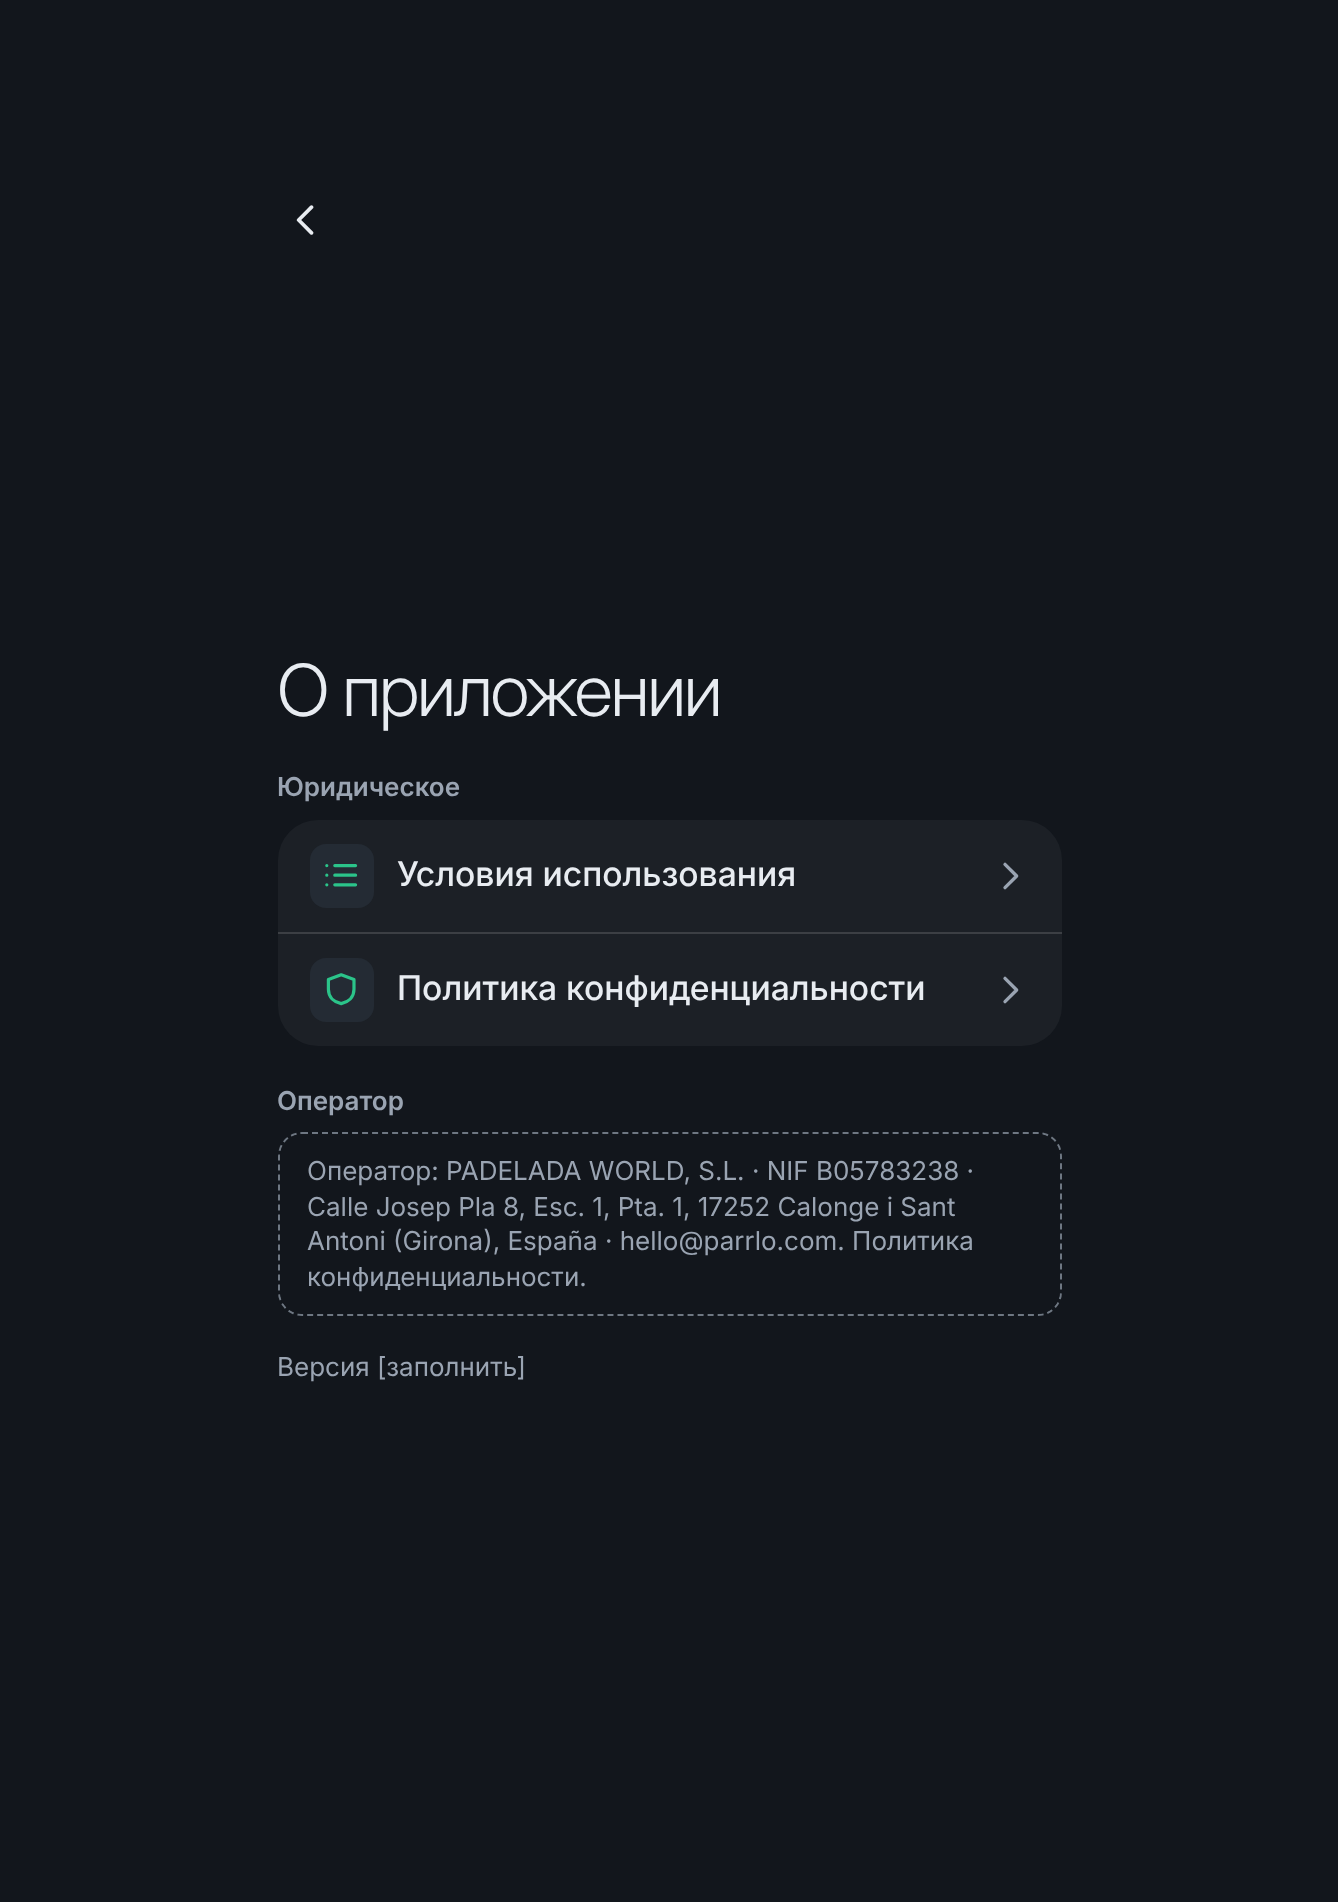 О приложении
Юридическое
Условия использования
Политика конфиденциальности
Оператор
Оператор: PADELADA WORLD, S.L. · NIF B05783238 ·
Calle Josep Pla 8, Esc. 1, Pta. 1, 17252 Calonge i Sant
Antoni (Girona), España · hello@parrlo.com. Политика
конфиденциальности.
Версия [заполнить]